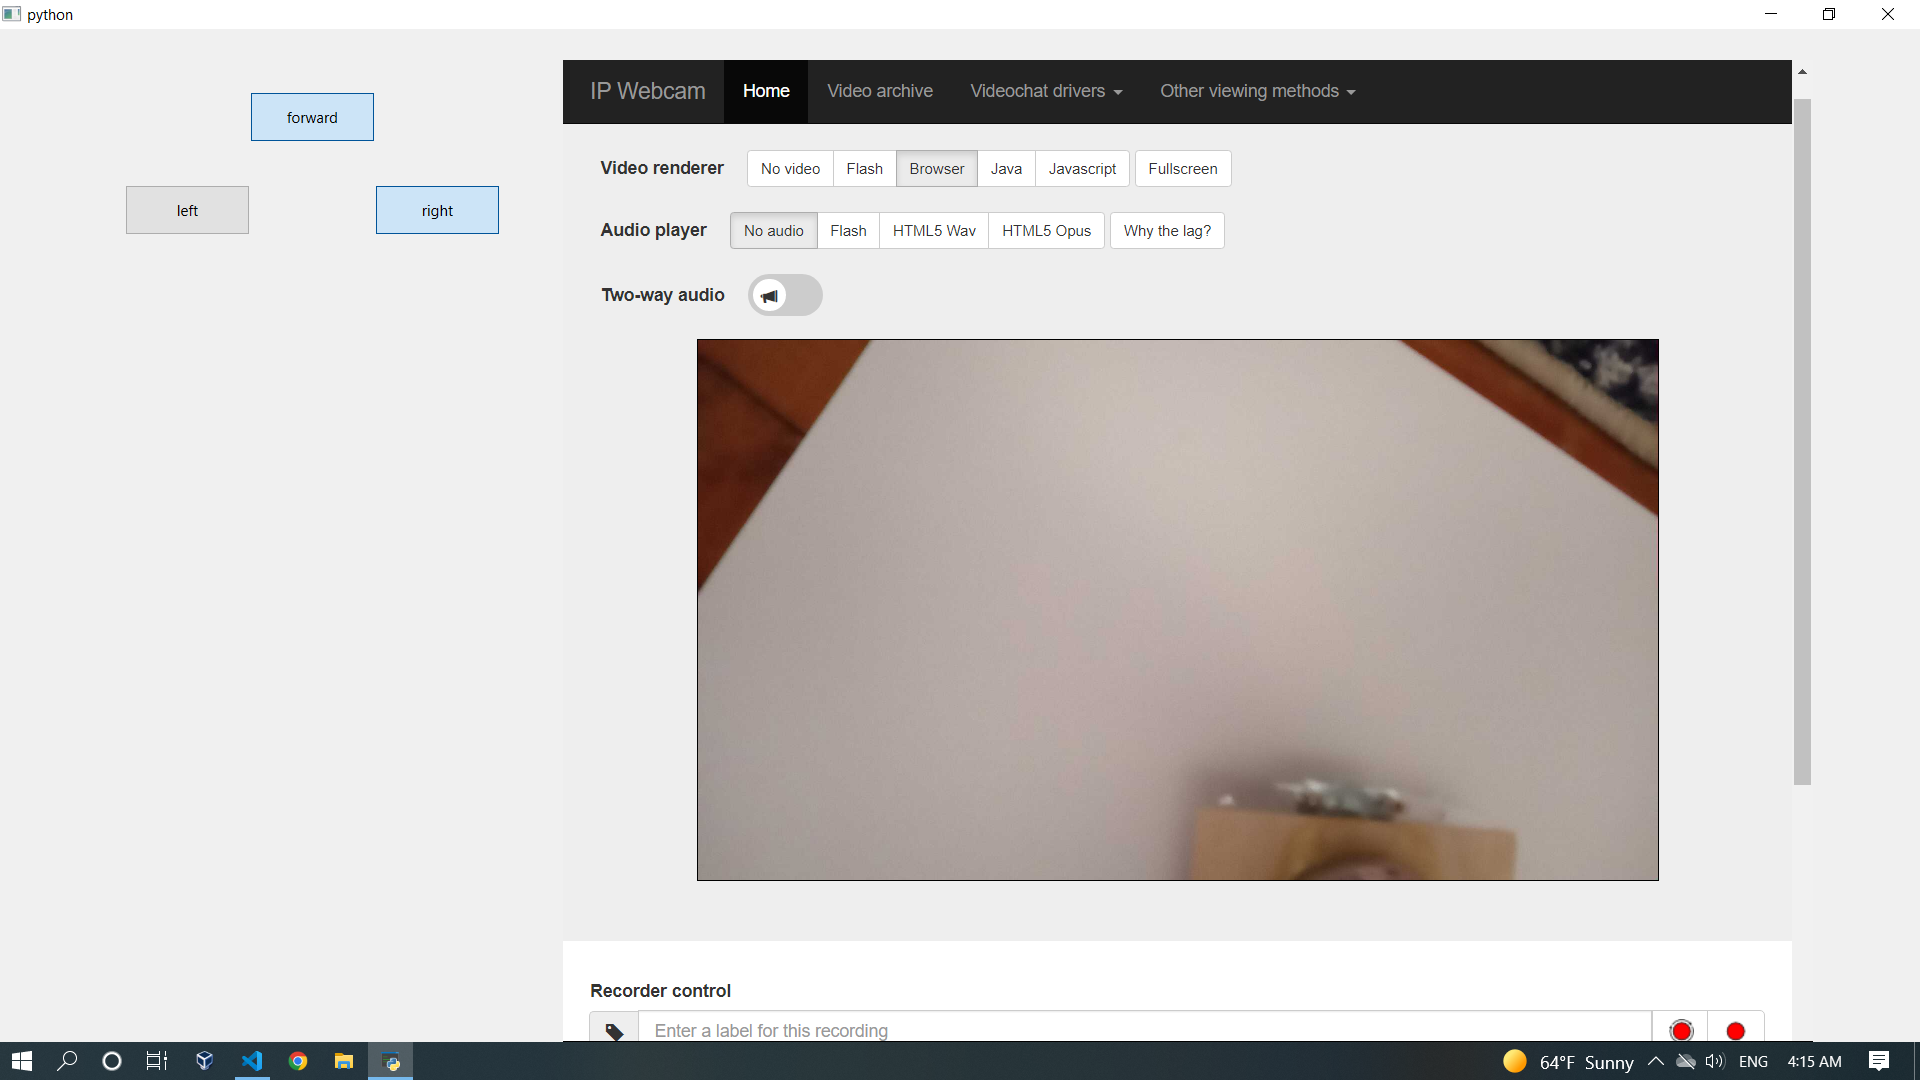 python
forward
left
right
IP Webcam Home Video archive Videochat drivers Other viewing methods
Video renderer No video Flash Browser Java Javascript Fullscreen
Audio player No audio Flash HTML5 Wav HTML5 Opus Why the lag?
Two-way audio
Recorder control
Enter a label for this recording
64°F Sunny ENG 4:15 AM